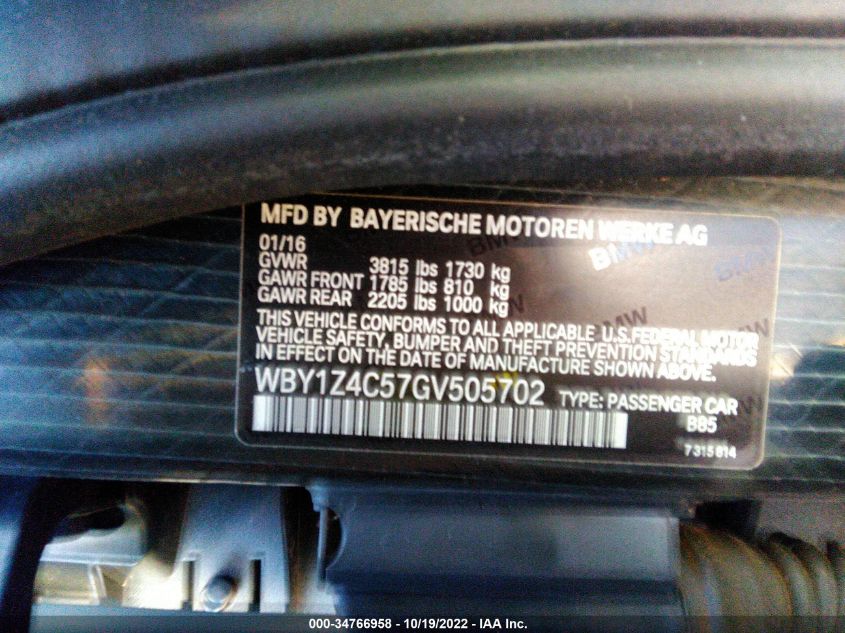 MFD BY BAYERISCHE MOTOREN WERKE AG
01/16
GVWR 3815 lbs 1730 kg
GAWR FRONT 1785 lbs 810 kg
GAWR REAR 2205 lbs 1000 kg
THIS VEHICLE CONFORMS TO ALL APPLICABLE U.S. FEDERAL MOTOR
VEHICLE SAFETY, BUMPER AND THEFT PREVENTION STANDARDS
IN EFFECT ON THE DATE OF MANUFACTURE SHOWN ABOVE.
WBY1Z4C57GV505702 TYPE: PASSENGER CAR
B85
7 315 814
000-34766958 - 10/19/2022 - IAA Inc.